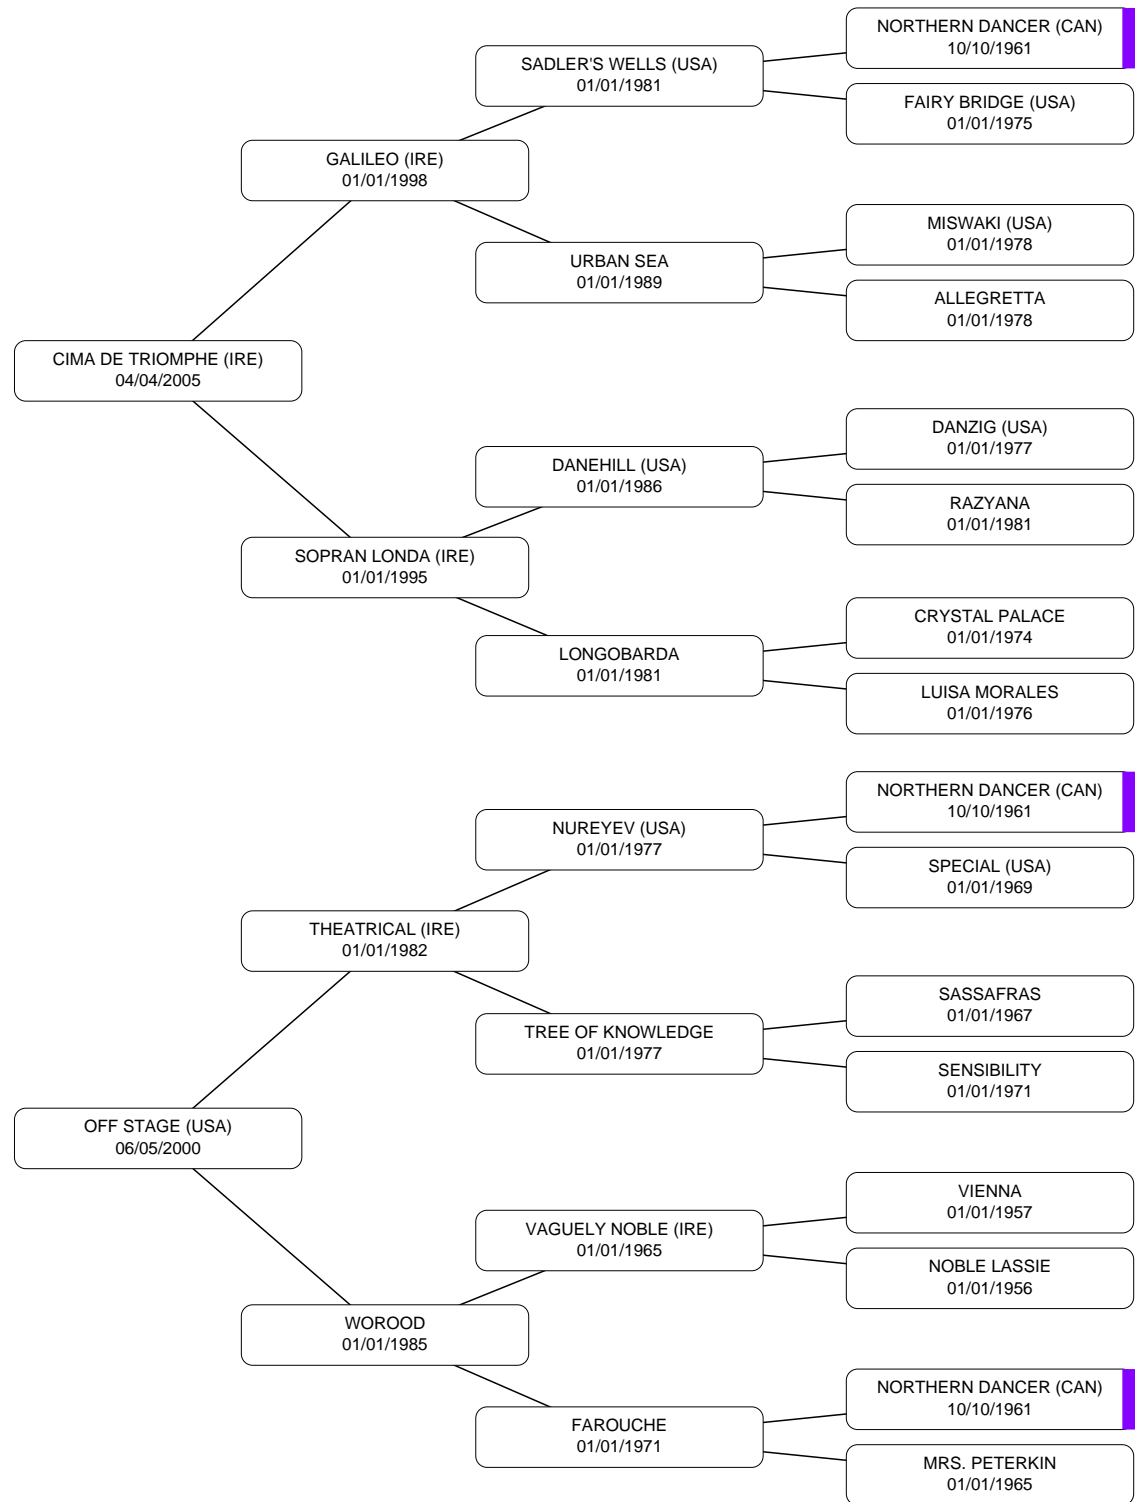 NORTHERN DANCER (CAN)
10/10/1961
SADLER'S WELLS (USA)
01/01/1981
FAIRY BRIDGE (USA)
01/01/1975
GALILEO (IRE)
01/01/1998
MISWAKI (USA)
01/01/1978
URBAN SEA
01/01/1989
ALLEGRETTA
01/01/1978
CIMA DE TRIOMPHE (IRE)
04/04/2005
DANZIG (USA)
01/01/1977
DANEHILL (USA)
01/01/1986
RAZYANA
01/01/1981
SOPRAN LONDA (IRE)
01/01/1995
CRYSTAL PALACE
01/01/1974
LONGOBARDA
01/01/1981
LUISA MORALES
01/01/1976
NORTHERN DANCER (CAN)
10/10/1961
NUREYEV (USA)
01/01/1977
SPECIAL (USA)
01/01/1969
THEATRICAL (IRE)
01/01/1982
SASSAFRAS
01/01/1967
TREE OF KNOWLEDGE
01/01/1977
SENSIBILITY
01/01/1971
OFF STAGE (USA)
06/05/2000
VIENNA
01/01/1957
VAGUELY NOBLE (IRE)
01/01/1965
NOBLE LASSIE
01/01/1956
WOROOD
01/01/1985
NORTHERN DANCER (CAN)
10/10/1961
FAROUCHE
01/01/1971
MRS. PETERKIN
01/01/1965